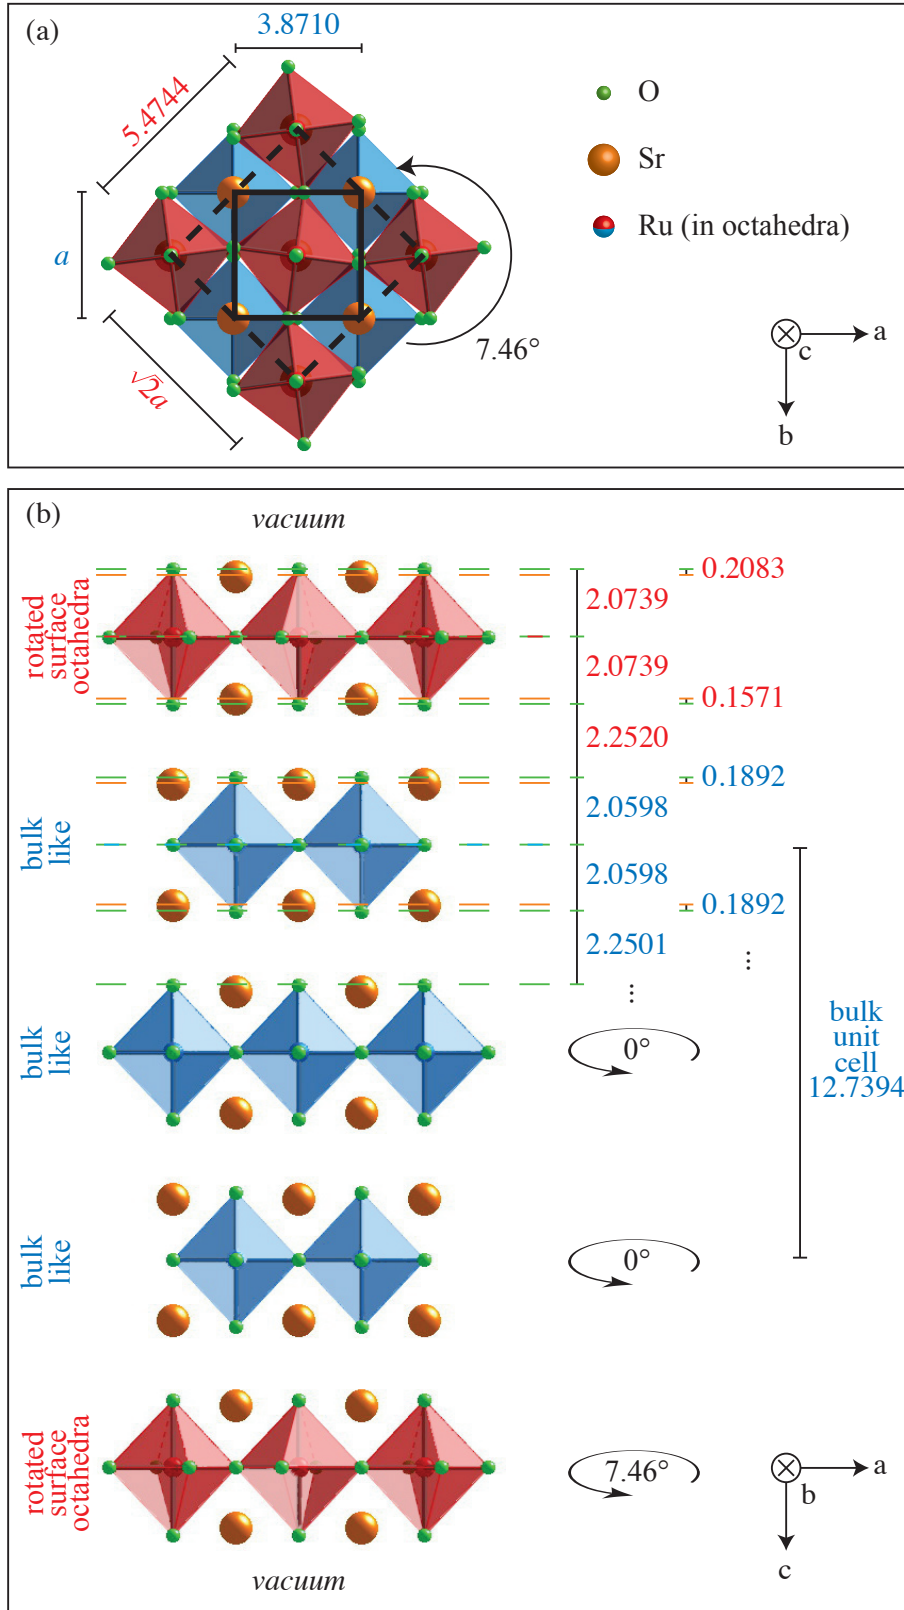 (a)
3.8710
5.4744
O
Sr
Ru (in octahedra)
a
√2a
7.46°
c
a
b
(b)
vacuum
rotated
surface
octahedra
0.2083
2.0739
2.0739
0.1571
2.2520
bulk
like
0.1892
2.0598
2.0598
0.1892
2.2501
⋮
⋮
bulk
like
0°
bulk
unit
cell
12.7394
bulk
like
0°
rotated
surface
octahedra
7.46°
a
b
c
vacuum